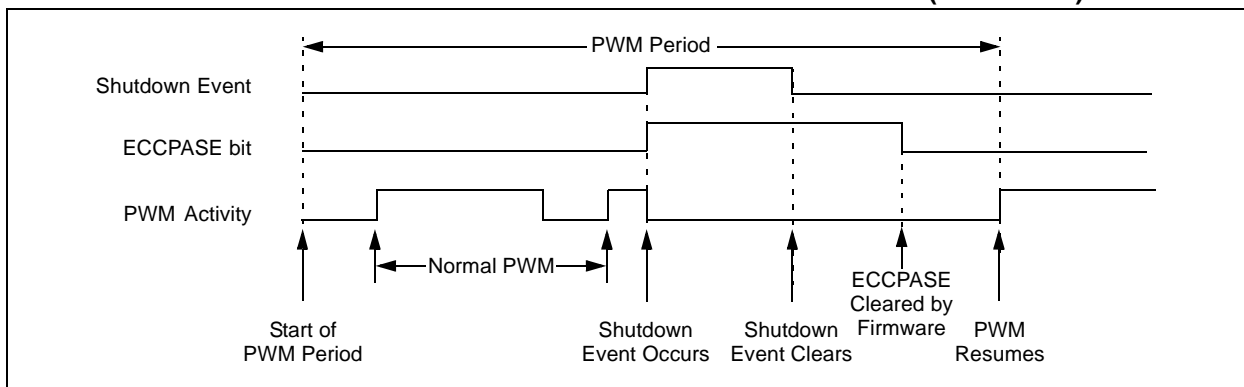 PWM Period
Shutdown Event
ECCPASE bit
PWM Activity
Normal PWM
Start of
PWM Period
Shutdown
Event Occurs
Shutdown
Event Clears
ECCPASE
Cleared by
Firmware
PWM
Resumes